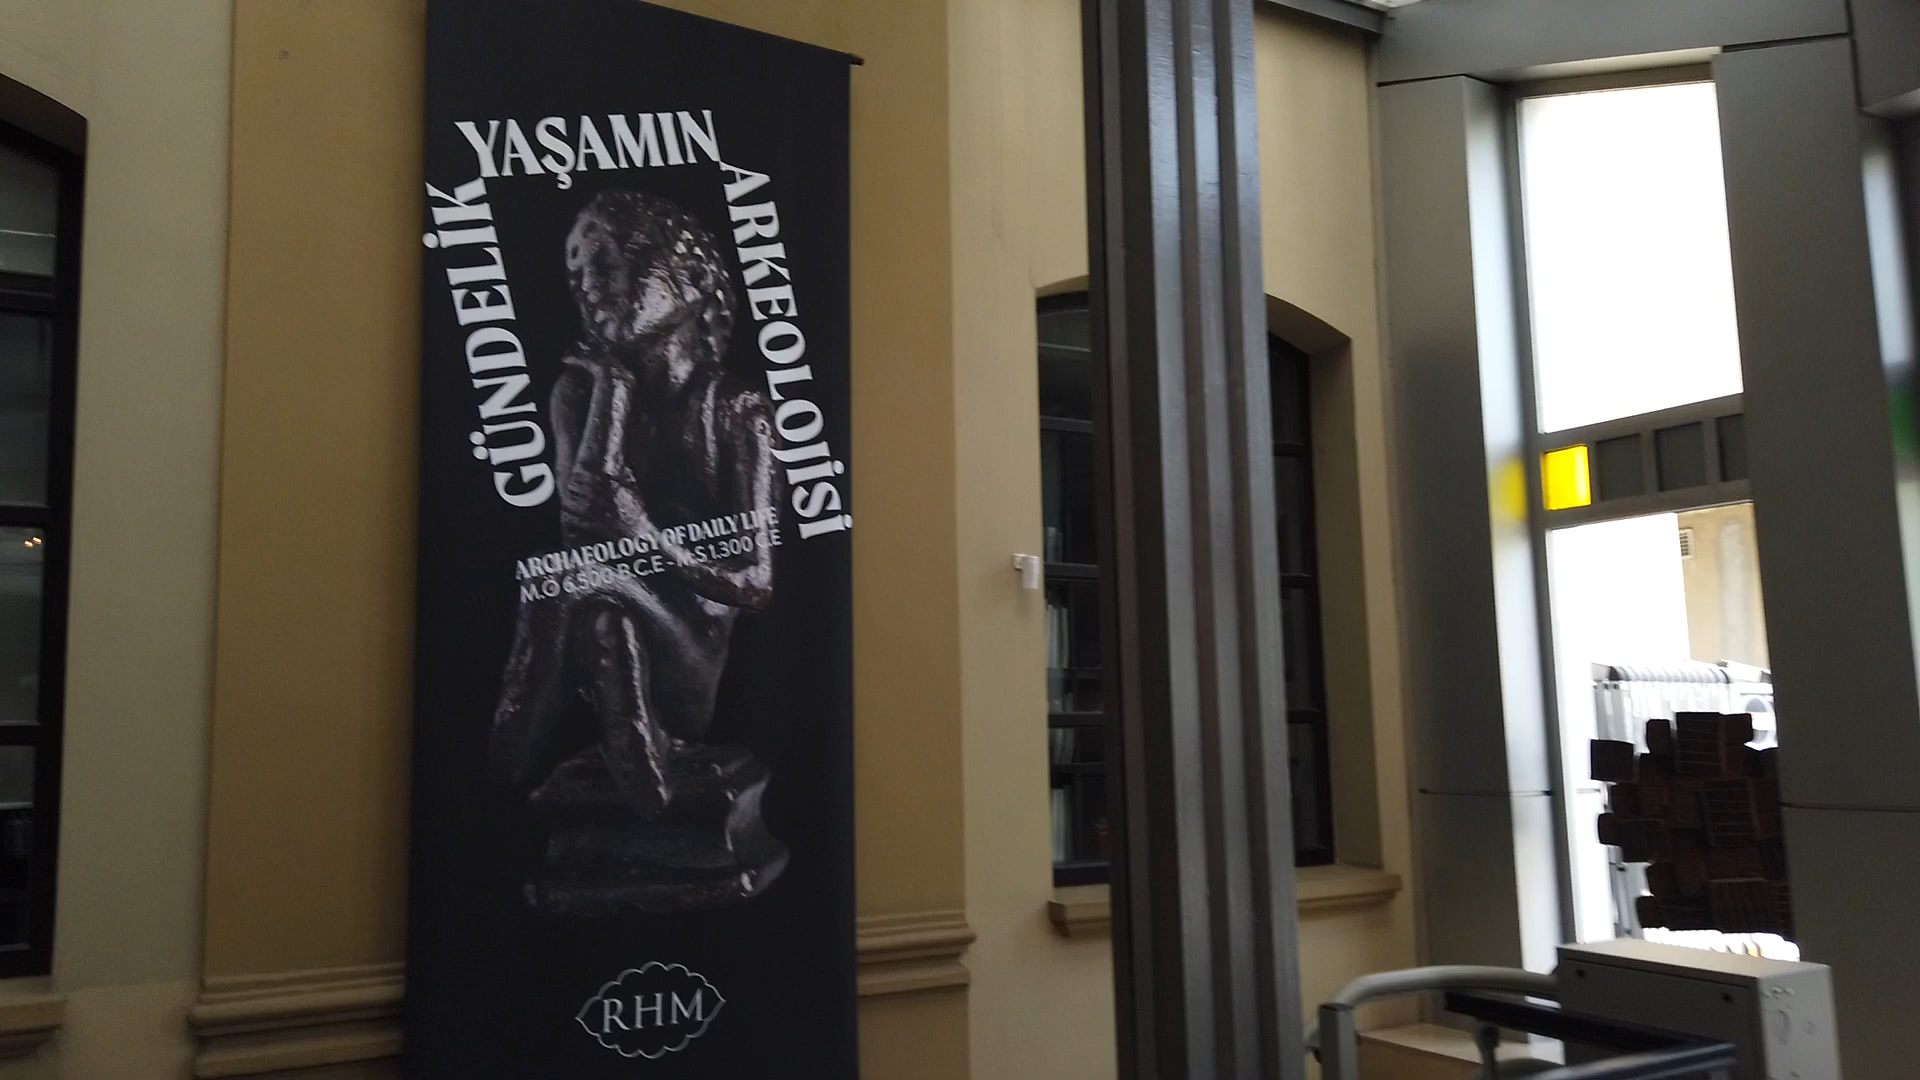 GÜNDELİK YAŞAMIN ARKEOLOJİSİ
ARCHAEOLOGY OF DAILY LIFE
M.Ö 6.500 B.C.E - M.S 1.300 C.E
RHM